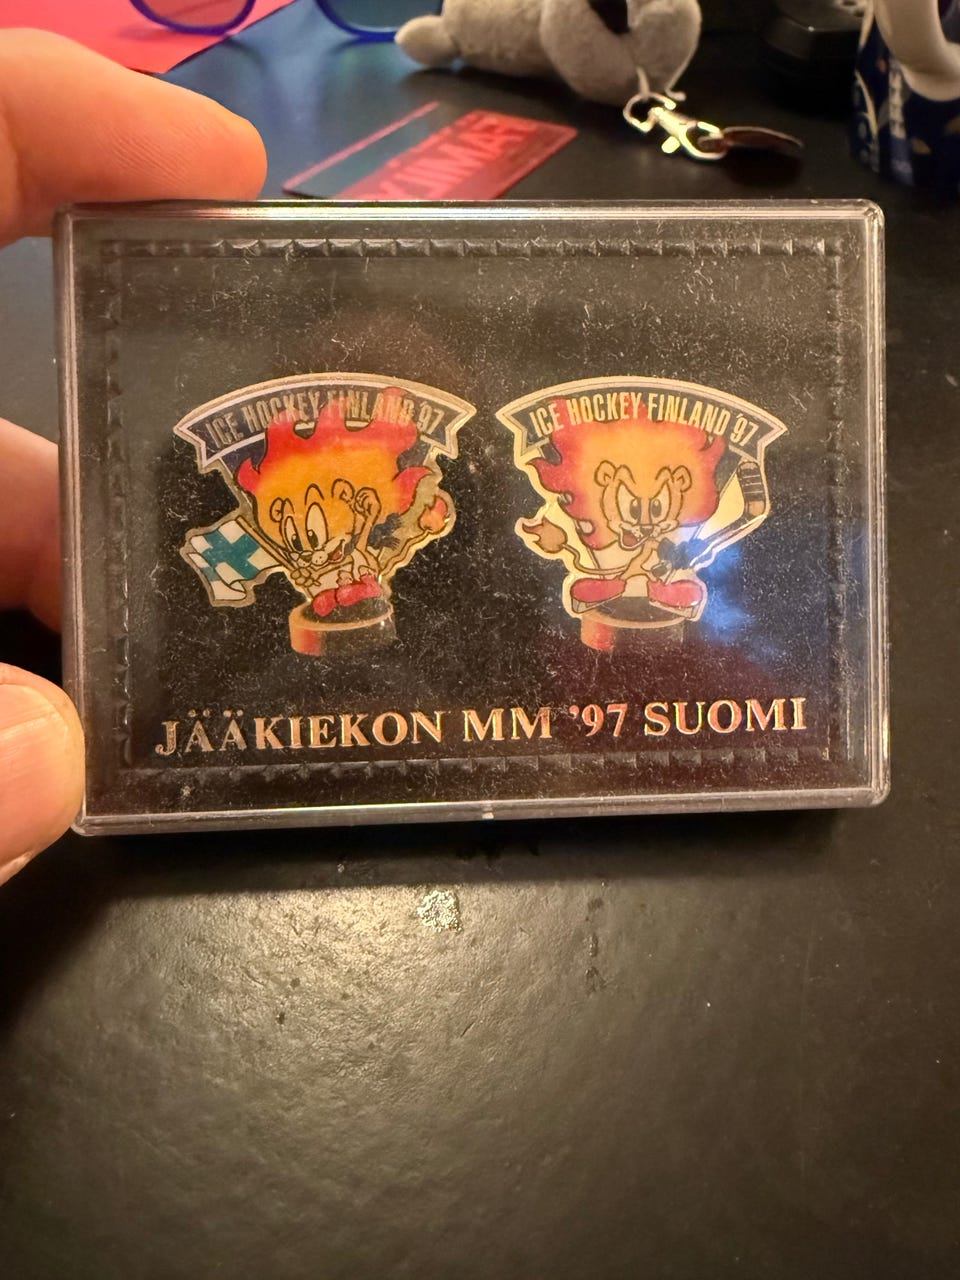 ICE HOCKEY FINLAND '97
ICE HOCKEY FINLAND '97
JÄÄKIEKON MM '97 SUOMI